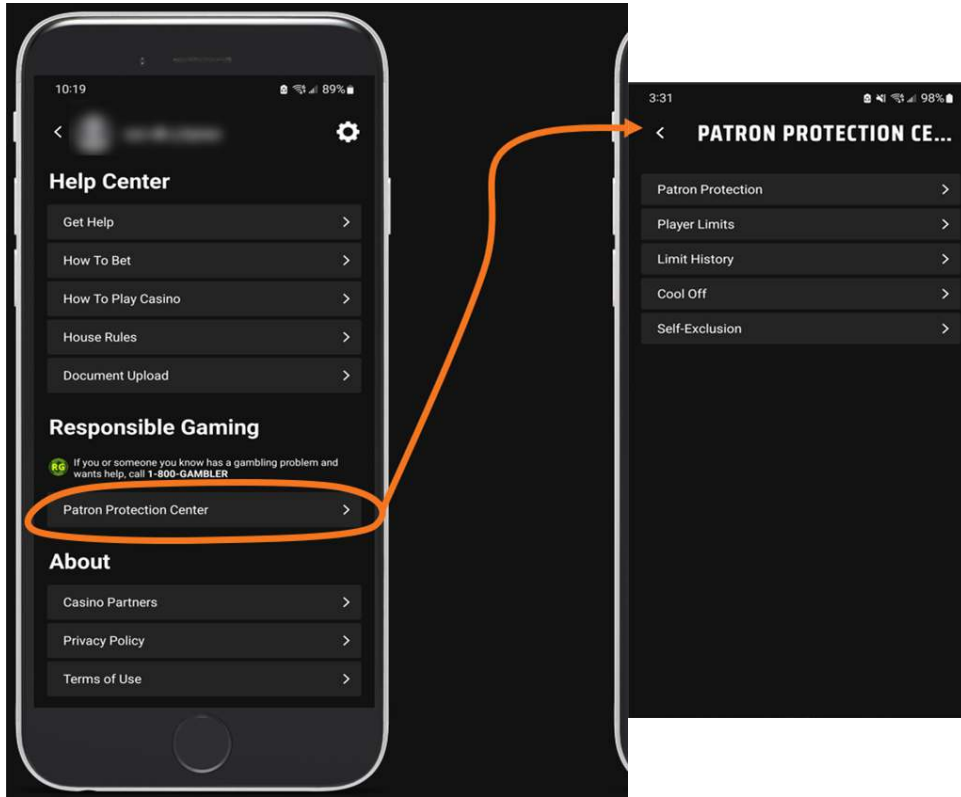 10:19
89%
Help Center
Get Help
How To Bet
How To Play Casino
House Rules
Document Upload
Responsible Gaming
RG
If you or someone you know has a gambling problem and
wants help, call 1-800-GAMBLER
Patron Protection Center
About
Casino Partners
Privacy Policy
Terms of Use
3:31
98%
PATRON PROTECTION CE...
Patron Protection
Player Limits
Limit History
Cool Off
Self-Exclusion